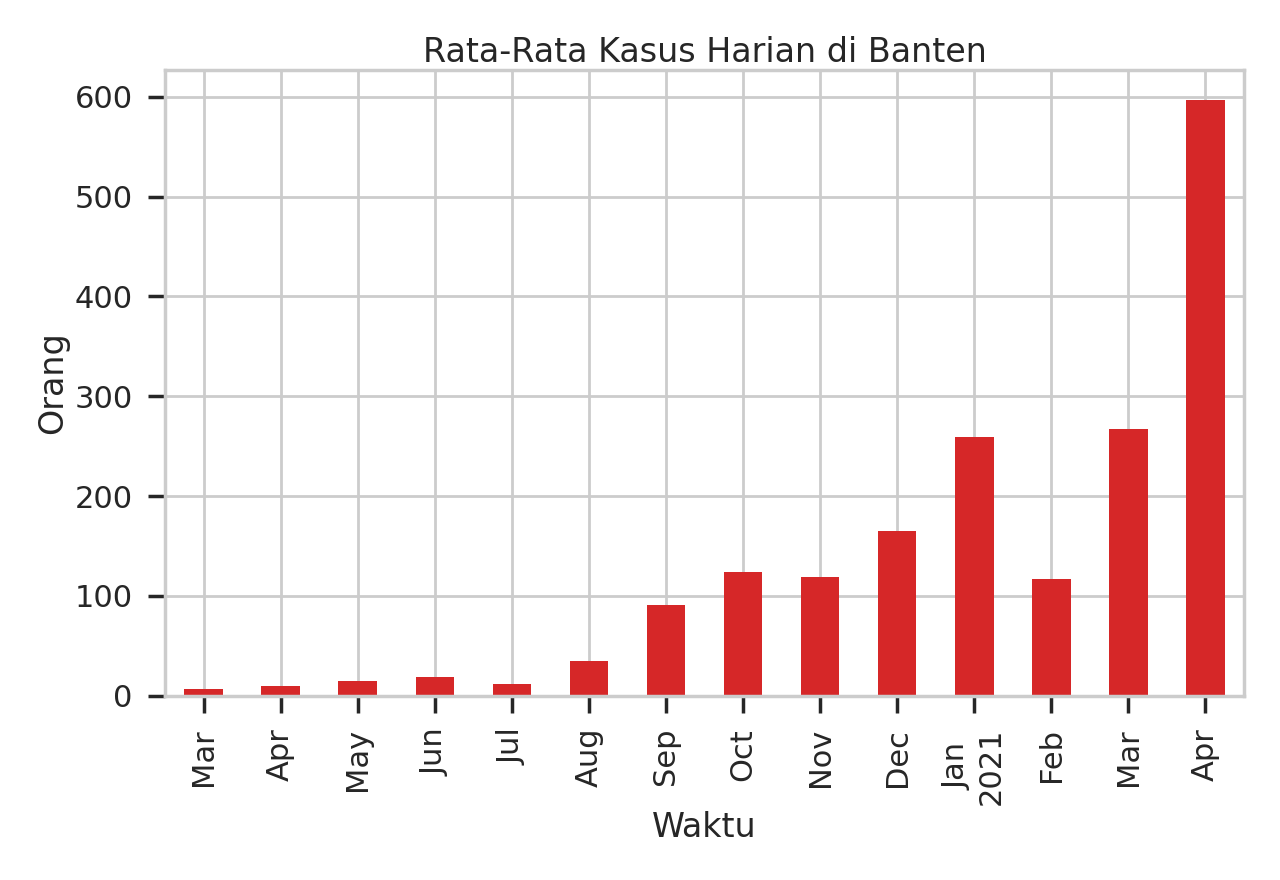 Rata-Rata Kasus Harian di Banten
600
500
400
300
200
100
0
Orang
Mar
Apr
May
Jun
Jul
Aug
Sep
Oct
Nov
Dec
Jan
2021
Feb
Mar
Apr
Waktu